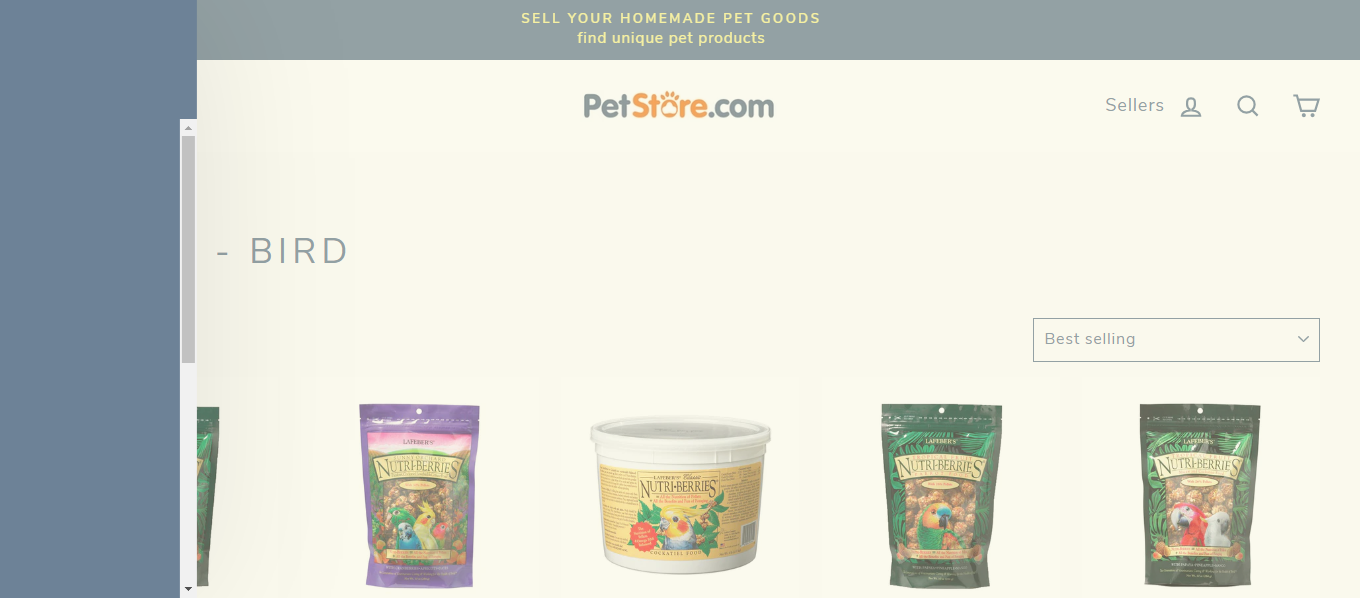 SELL YOUR HOMEMADE PET GOODS
find unique pet products
PetStore.com
Sellers
- BIRD
Best selling
LAFEBER'S
NUTRI-BERRIES
LAFEBER'S Classic
NUTRI-BERRIES
COCKATIEL FOOD
LAFEBER'S
NUTRI-BERRIES
LAFEBER'S
NUTRI-BERRIES